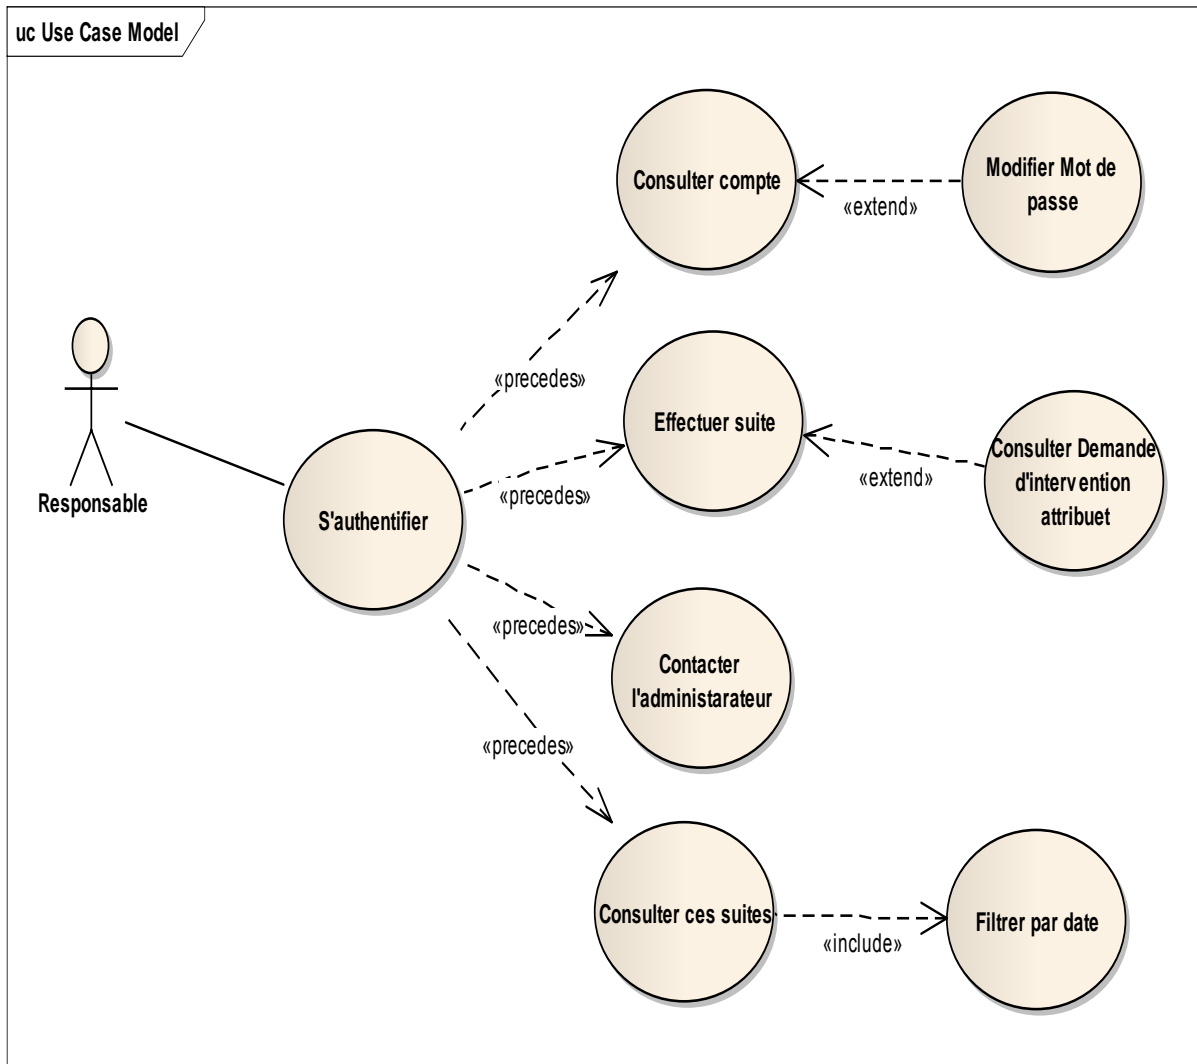 uc Use Case Model
Consulter compte
Modifier Mot de
passe
«extend»
«precedes»
Effectuer suite
Consulter Demande
d'intervention
attribuet
«extend»
Responsable
S'authentifier
«precedes»
«precedes»
Contacter
l'administarateur
«precedes»
Consulter ces suites
Filtrer par date
«include»